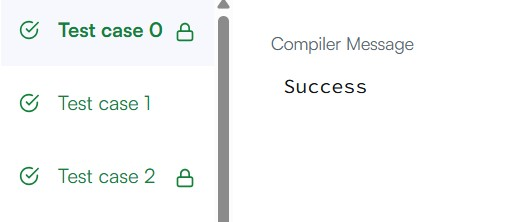 Test case 0
Test case 1
Test case 2
Compiler Message
Success